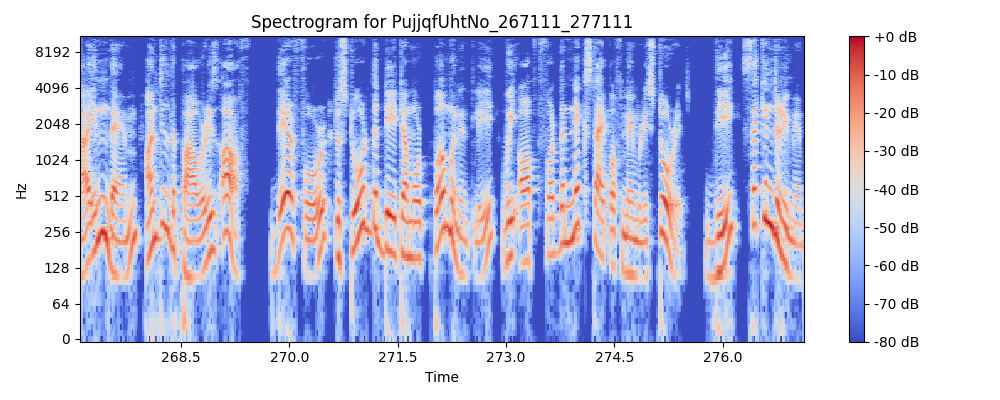 Spectrogram for PujjqfUhtNo_267111_277111
8192
4096
2048
1024
512
256
128
64
0
Hz
268.5 270.0 271.5 273.0 274.5 276.0
Time
+0 dB
-10 dB
-20 dB
-30 dB
-40 dB
-50 dB
-60 dB
-70 dB
-80 dB